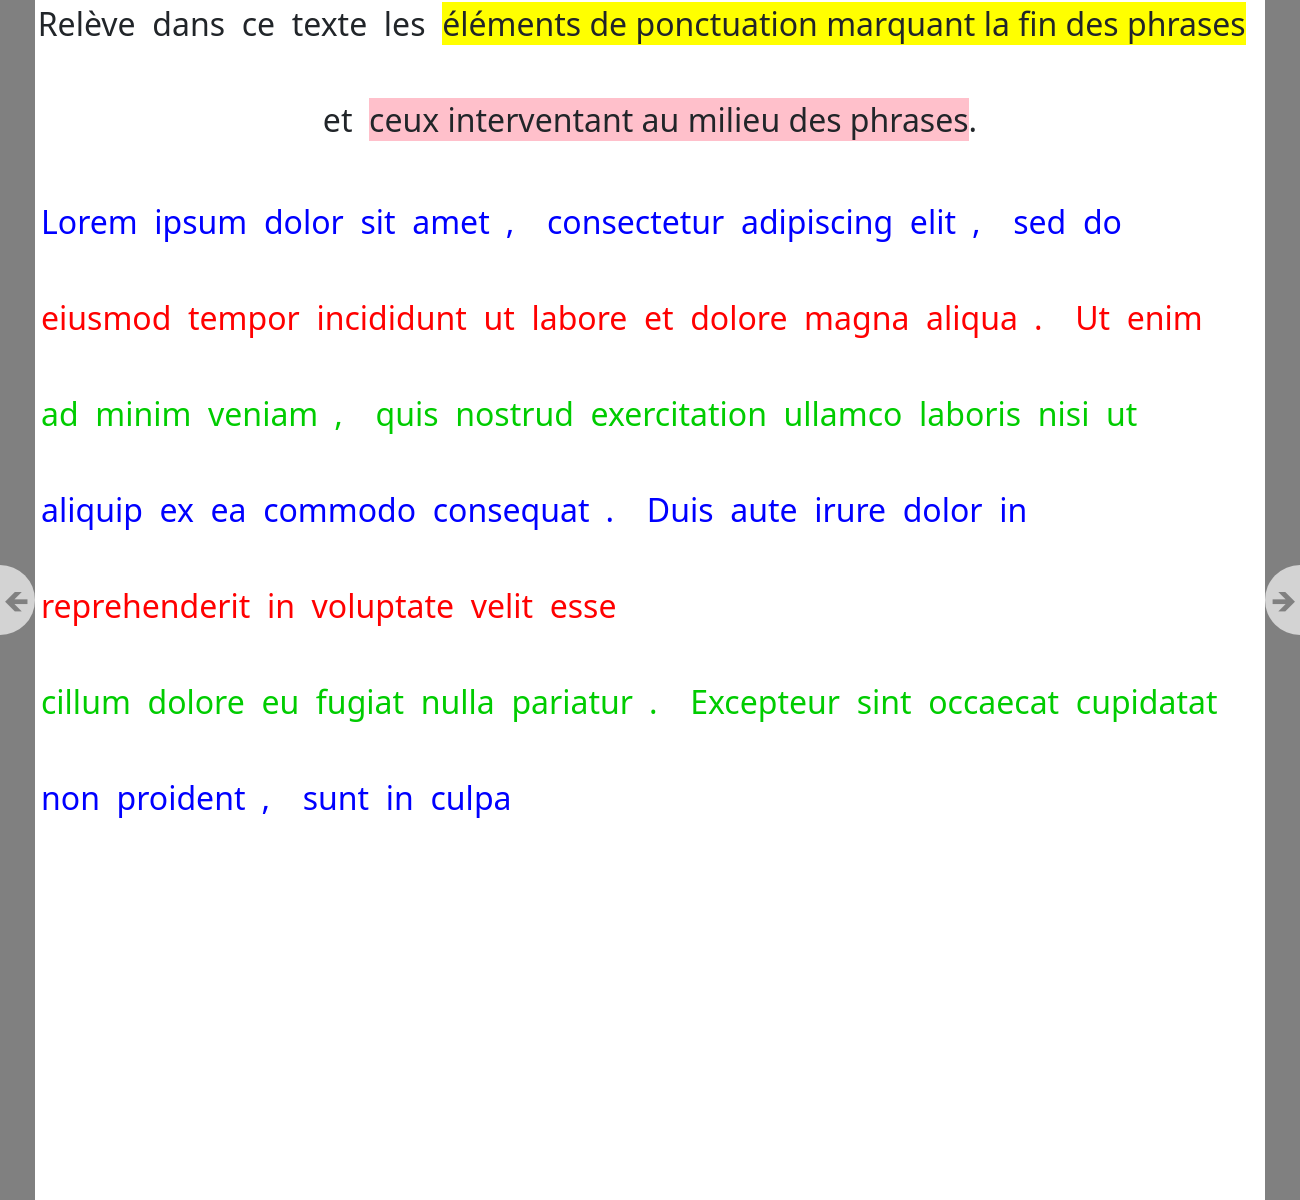 Relève dans ce texte les éléments de ponctuation marquant la fin des phrases
et ceux interventant au milieu des phrases.
Lorem ipsum dolor sit amet , consectetur adipiscing elit , sed do
eiusmod tempor incididunt ut labore et dolore magna aliqua . Ut enim
ad minim veniam , quis nostrud exercitation ullamco laboris nisi ut
aliquip ex ea commodo consequat . Duis aute irure dolor in
reprehenderit in voluptate velit esse
cillum dolore eu fugiat nulla pariatur . Excepteur sint occaecat cupidatat
non proident , sunt in culpa